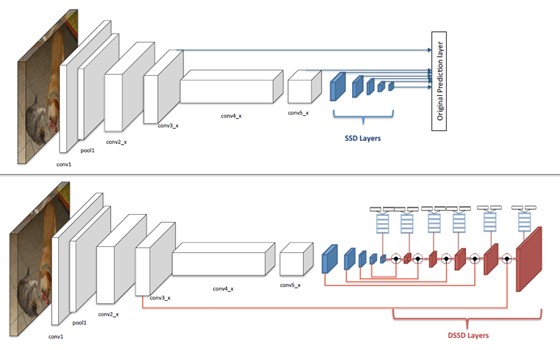 conv1
pool1
conv2_x
conv3_x
conv4_x
conv5_x
SSD Layers
Original Prediction layer
conv1
pool1
conv2_x
conv3_x
conv4_x
conv5_x
DSSD Layers